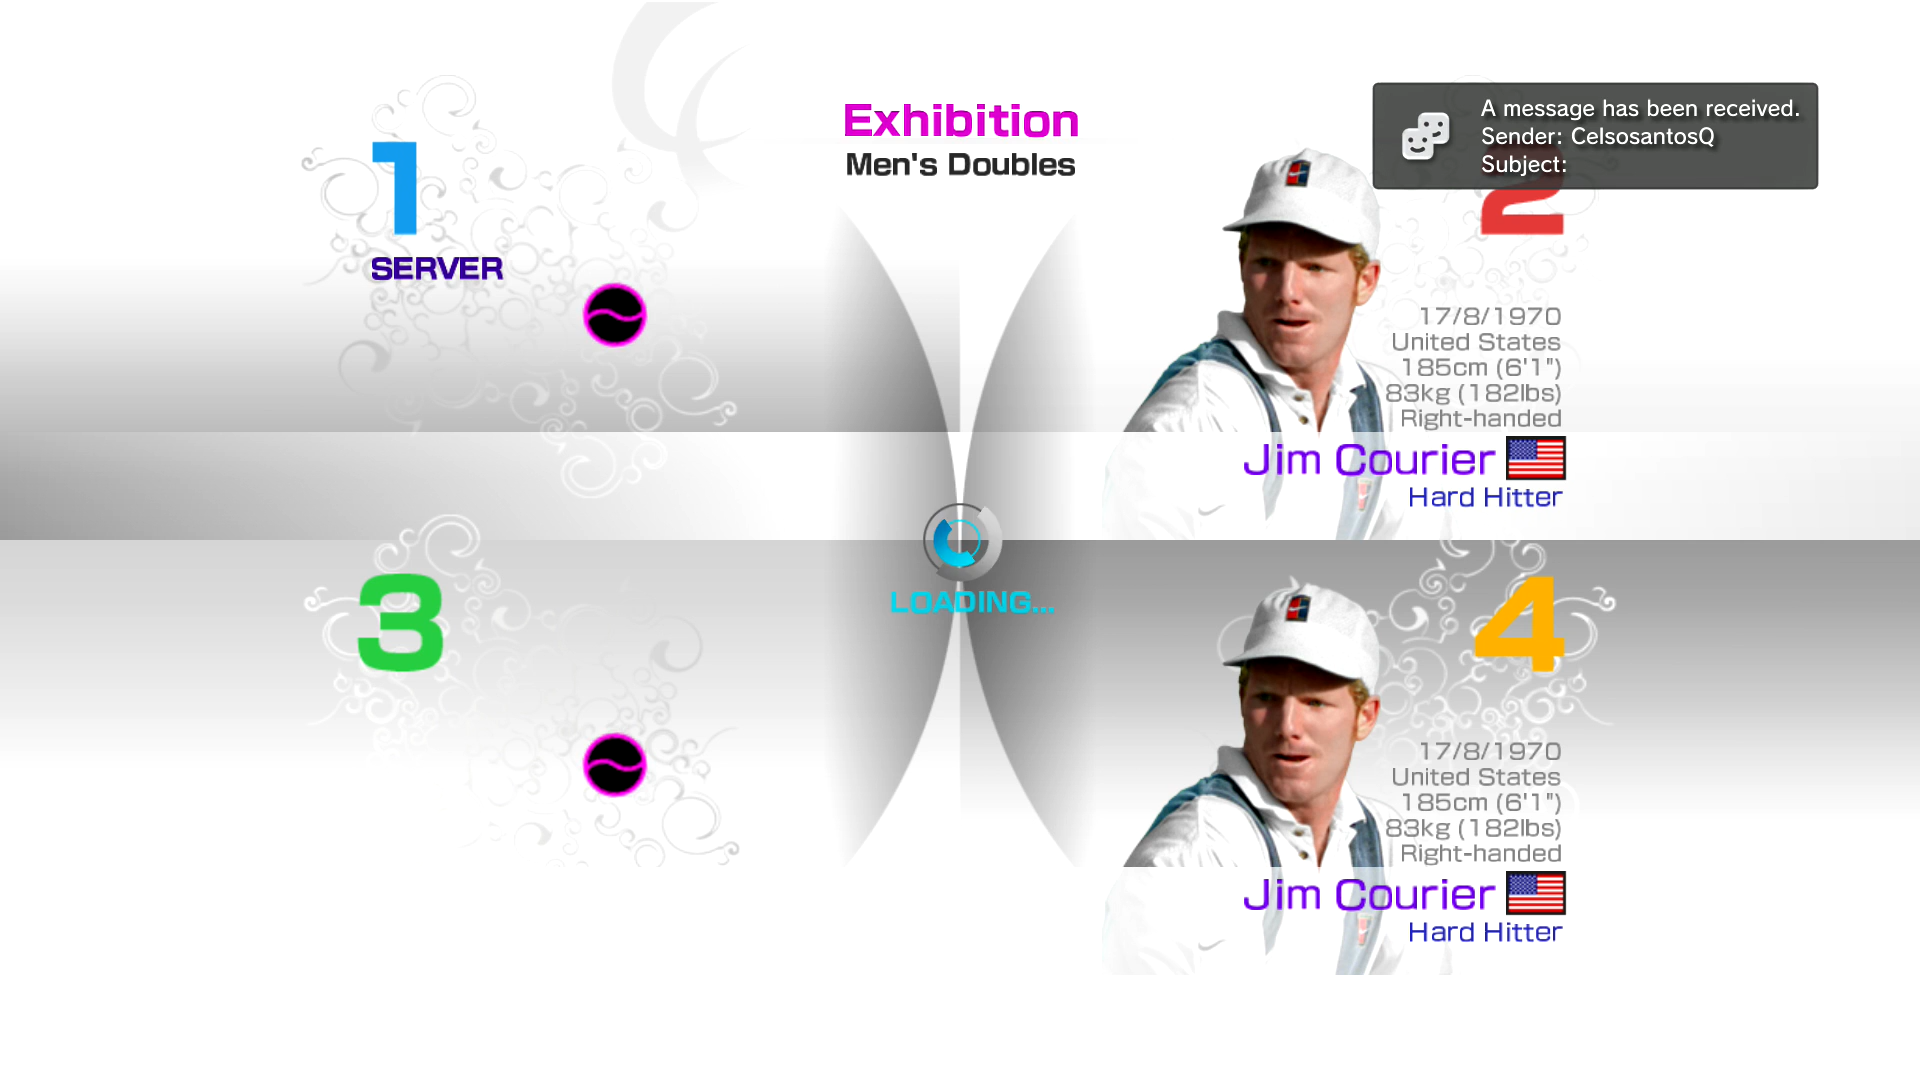 Exhibition
Men's Doubles
A message has been received.
Sender: CelsosantosQ
Subject:
1
SERVER
2
17/8/1970
United States
185cm (6'1")
83kg (182lbs)
Right-handed
Jim Courier
Hard Hitter
LOADING...
3
4
17/8/1970
United States
185cm (6'1")
83kg (182lbs)
Right-handed
Jim Courier
Hard Hitter